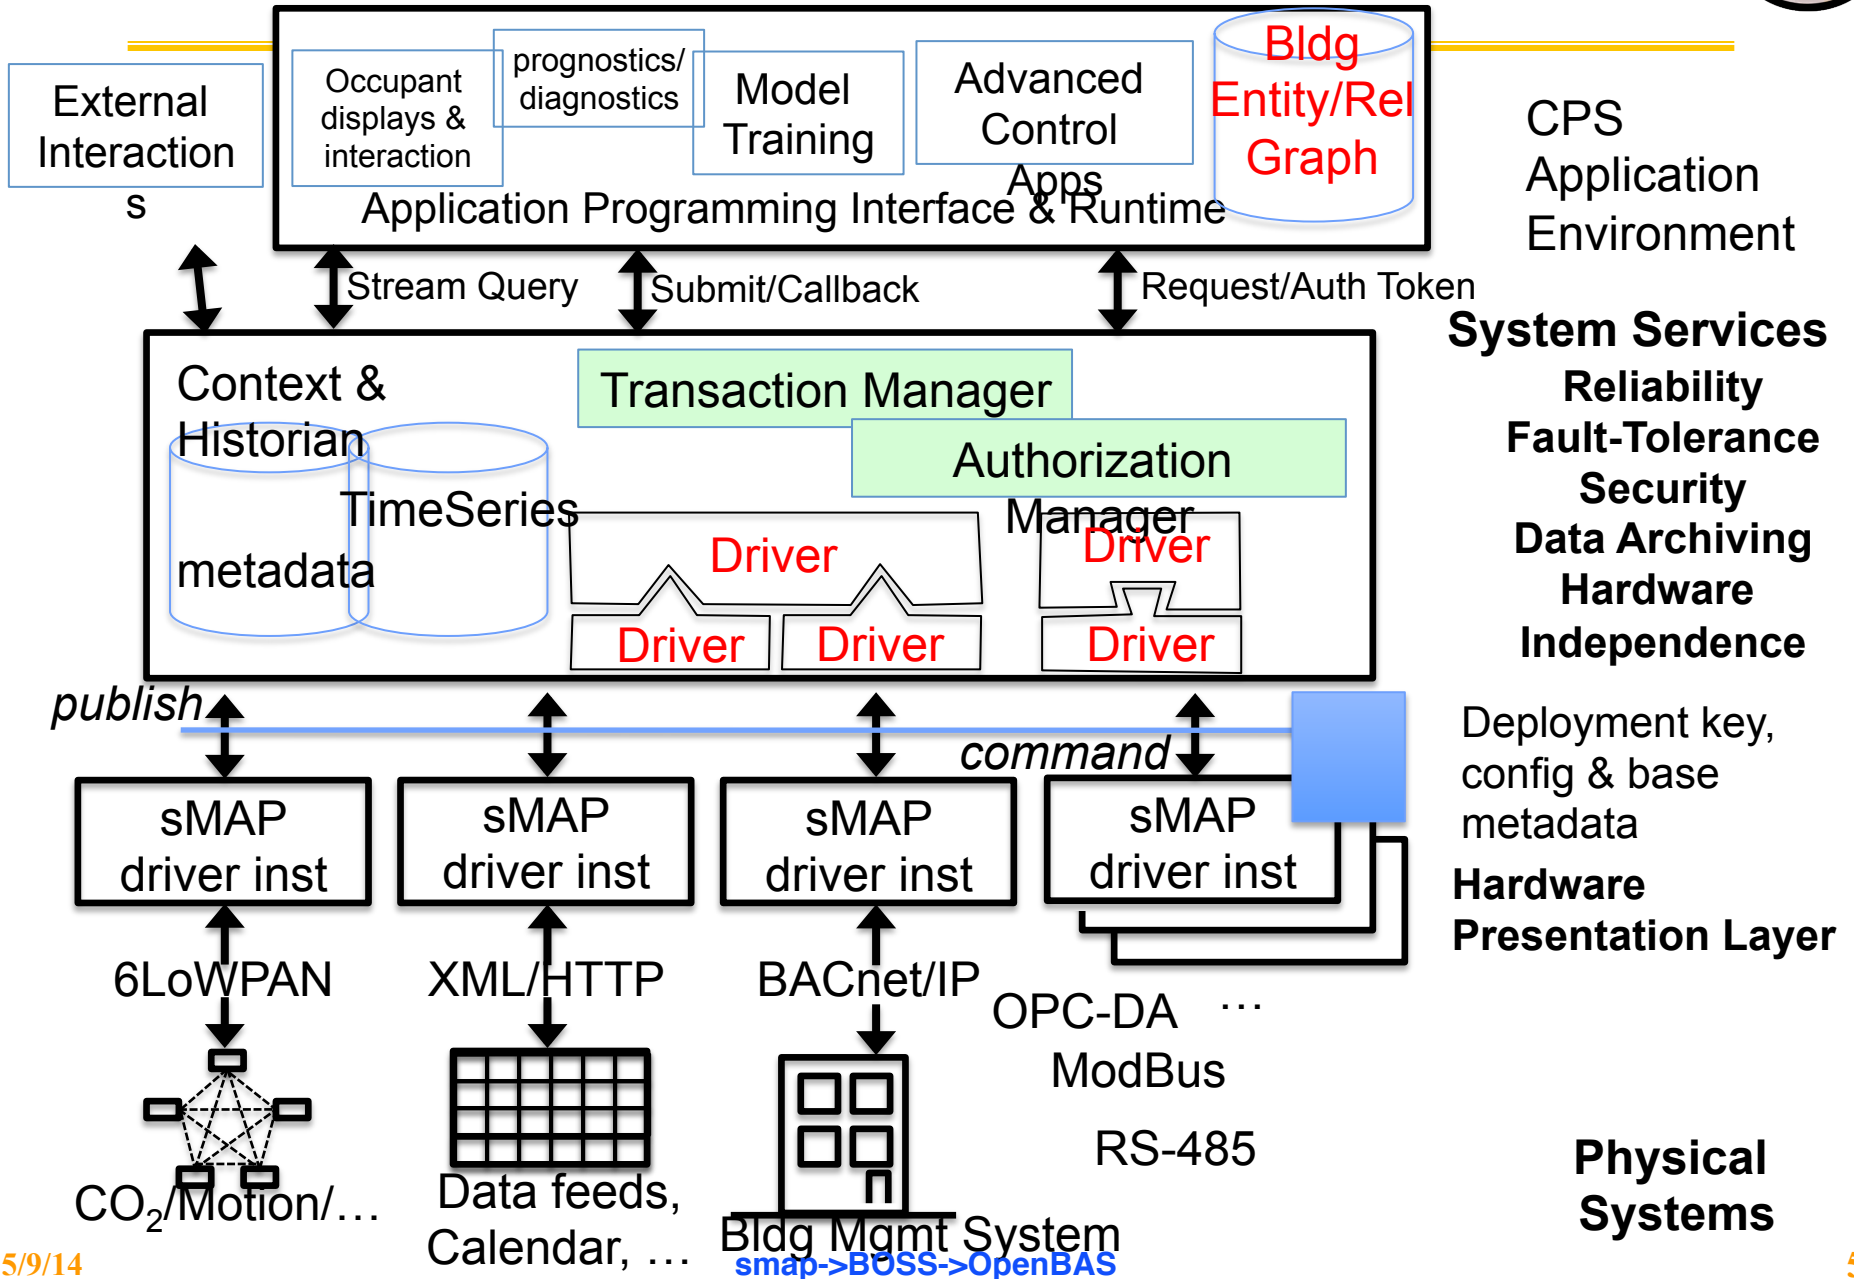 External
Interaction
s
Occupant
displays &
interaction
prognostics/
diagnostics
Model
Training
Advanced
Control
Apps
Bldg
Entity/Rel
Graph
Application Programming Interface & Runtime
CPS
Application
Environment
Stream Query
Submit/Callback
Request/Auth Token
System Services
Reliability
Fault-Tolerance
Security
Data Archiving
Hardware
Independence
Context &
Historian
TimeSeries
metadata
Transaction Manager
Authorization
Manager
Driver
Driver
Driver
Driver
Driver
publish
command
Deployment key,
config & base
metadata
sMAP
driver inst
sMAP
driver inst
sMAP
driver inst
sMAP
driver inst
Hardware
Presentation Layer
6LoWPAN
XML/HTTP
BACnet/IP
OPC-DA …
ModBus
RS-485
Physical
Systems
CO2/Motion/…
Data feeds,
Calendar, …
Bldg Mgmt System
5/9/14
smap->BOSS->OpenBAS